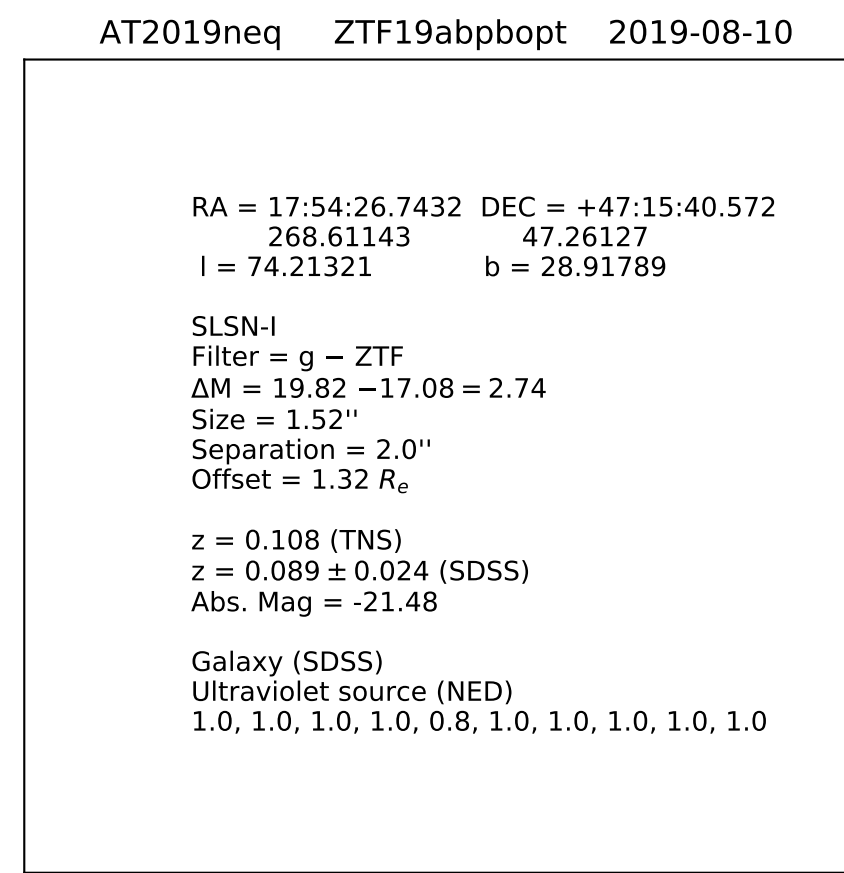 AT2019neq ZTF19abpbopt 2019-08-10
RA = 17:54:26.7432 DEC = +47:15:40.572
268.61143 47.26127
l = 74.21321 b = 28.91789
SLSN-I
Filter = g − ZTF
ΔM = 19.82 −17.08 = 2.74
Size = 1.52''
Separation = 2.0''
Offset = 1.32 Rₑ
z = 0.108 (TNS)
z = 0.089 ± 0.024 (SDSS)
Abs. Mag = -21.48
Galaxy (SDSS)
Ultraviolet source (NED)
1.0, 1.0, 1.0, 1.0, 0.8, 1.0, 1.0, 1.0, 1.0, 1.0